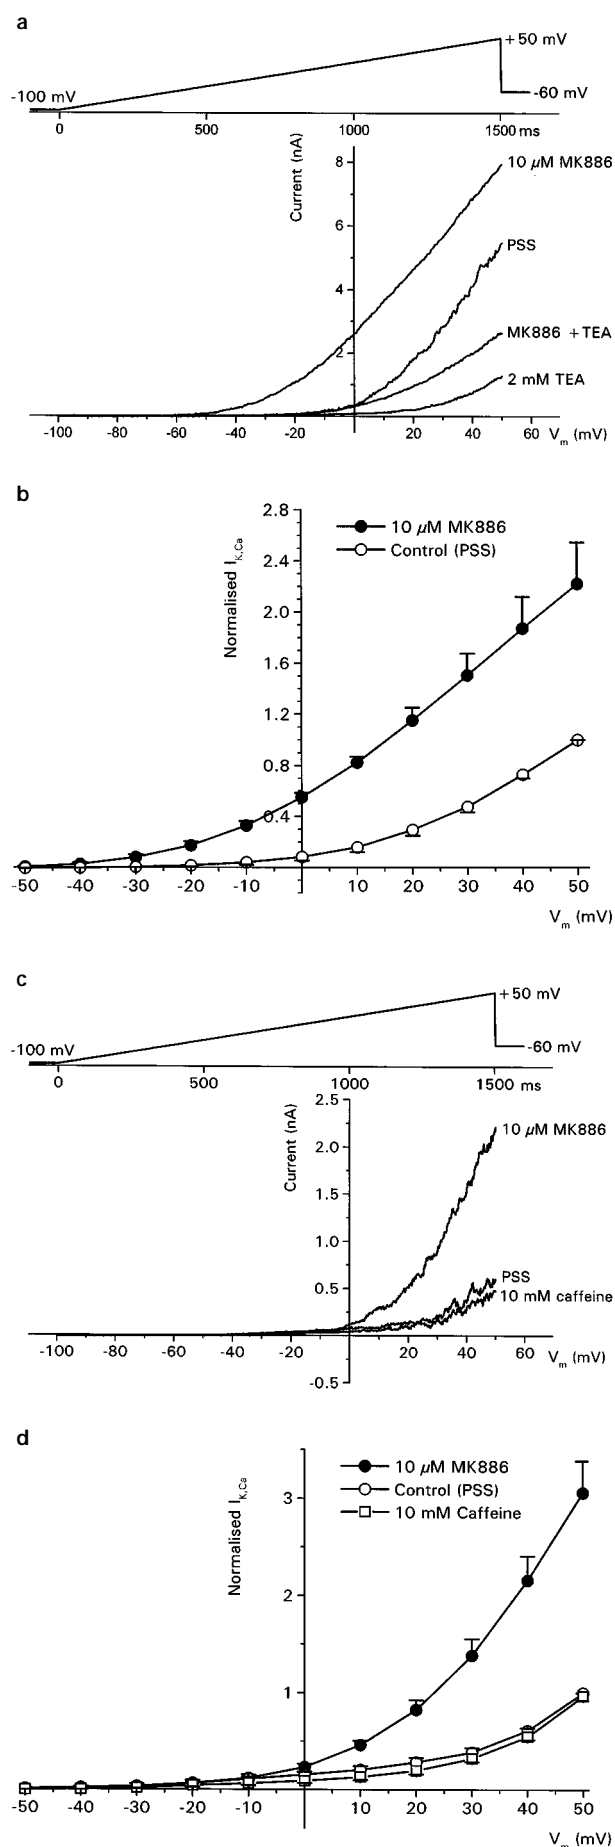 a
+50 mV
-100 mV
-60 mV
0 500 1000 1500 ms
Current (nA)
8
6
4
2
10 μM MK886
PSS
MK886 + TEA
2 mM TEA
-100 -80 -60 -40 -20 20 40 60
V_m (mV)
b
Normalised I_K,Ca
2.8
2.4
2.0
1.6
1.2
0.8
0.4
10 μM MK886
Control (PSS)
-50 -40 -30 -20 -10 0 10 20 30 40 50
V_m (mV)
c
+50 mV
-100 mV
-60 mV
0 500 1000 1500 ms
Current (nA)
2.5
2.0
1.5
1.0
0.5
-0.5
10 μM MK886
PSS
10 mM caffeine
-100 -80 -60 -40 -20 20 40 60
V_m (mV)
d
Normalised I_K,Ca
3
2
1
10 μM MK886
Control (PSS)
10 mM Caffeine
-50 -40 -30 -20 -10 0 10 20 30 40 50
V_m (mV)